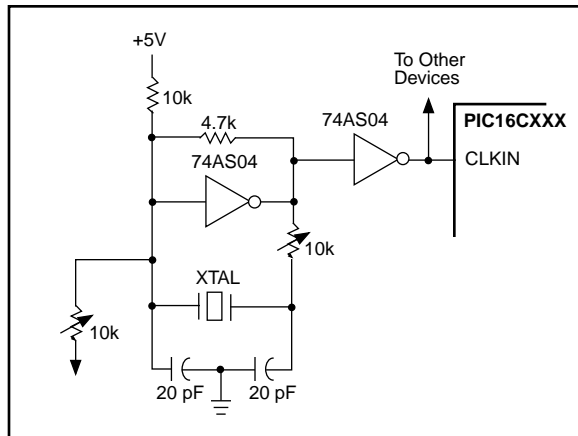 +5V
To Other
Devices
10k
4.7k
74AS04
PIC16CXXX
74AS04
CLKIN
10k
XTAL
10k
20 pF
20 pF